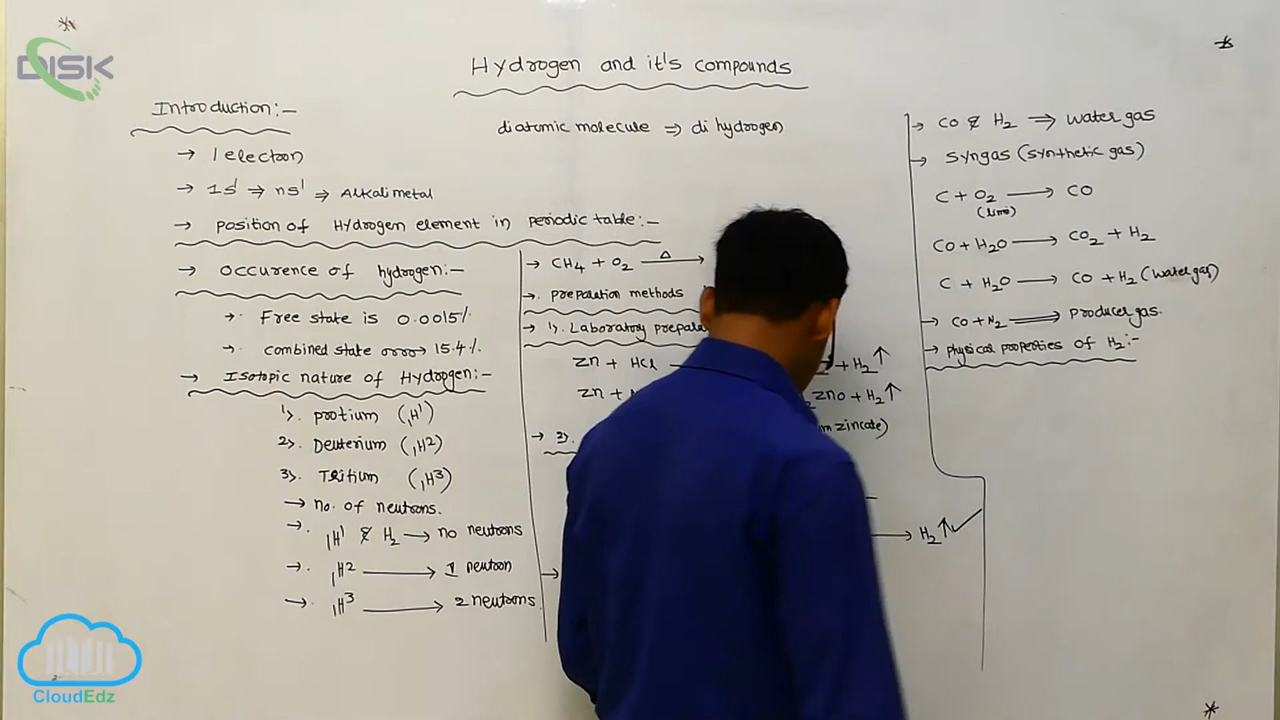 DISK
Hydrogen and it's compounds
Introduction:-
diatomic molecule ⇒ di hydrogen
→ 1 electron
→ 1s¹ ⇒ ns¹ ⇒ Alkali metal
→ position of Hydrogen element in periodic table:-
→ occurence of hydrogen:-
→. Free state is 0.0015%
→. combined state 15.4%.
→ Isotopic nature of Hydrogen:-
1). protium (₁H¹)
2). Deuterium (₁H²)
3). Tritium (₁H³)
→ no. of neutrons.
→. ₁H¹ & H₂ → no neutrons
→. ₁H² → 1 neutron
→. ₁H³ → 2 neutrons.
→ CH₄ + O₂ —Δ→
→. preparation methods
→ 1). Laboratory
Zn + HCl + H₂↑
Zn + ZnO + H₂↑
zincate)
→ 3).
→ H₂↑
→
→ CO & H₂ ⇒ water gas
→ syngas (synthetic gas)
C + O₂ → CO
CO + H₂O → CO₂ + H₂
C + H₂O → CO + H₂ (water gas)
→ CO + N₂ ⇒ producer gas.
→ physical properties of H₂:-
CloudEdz